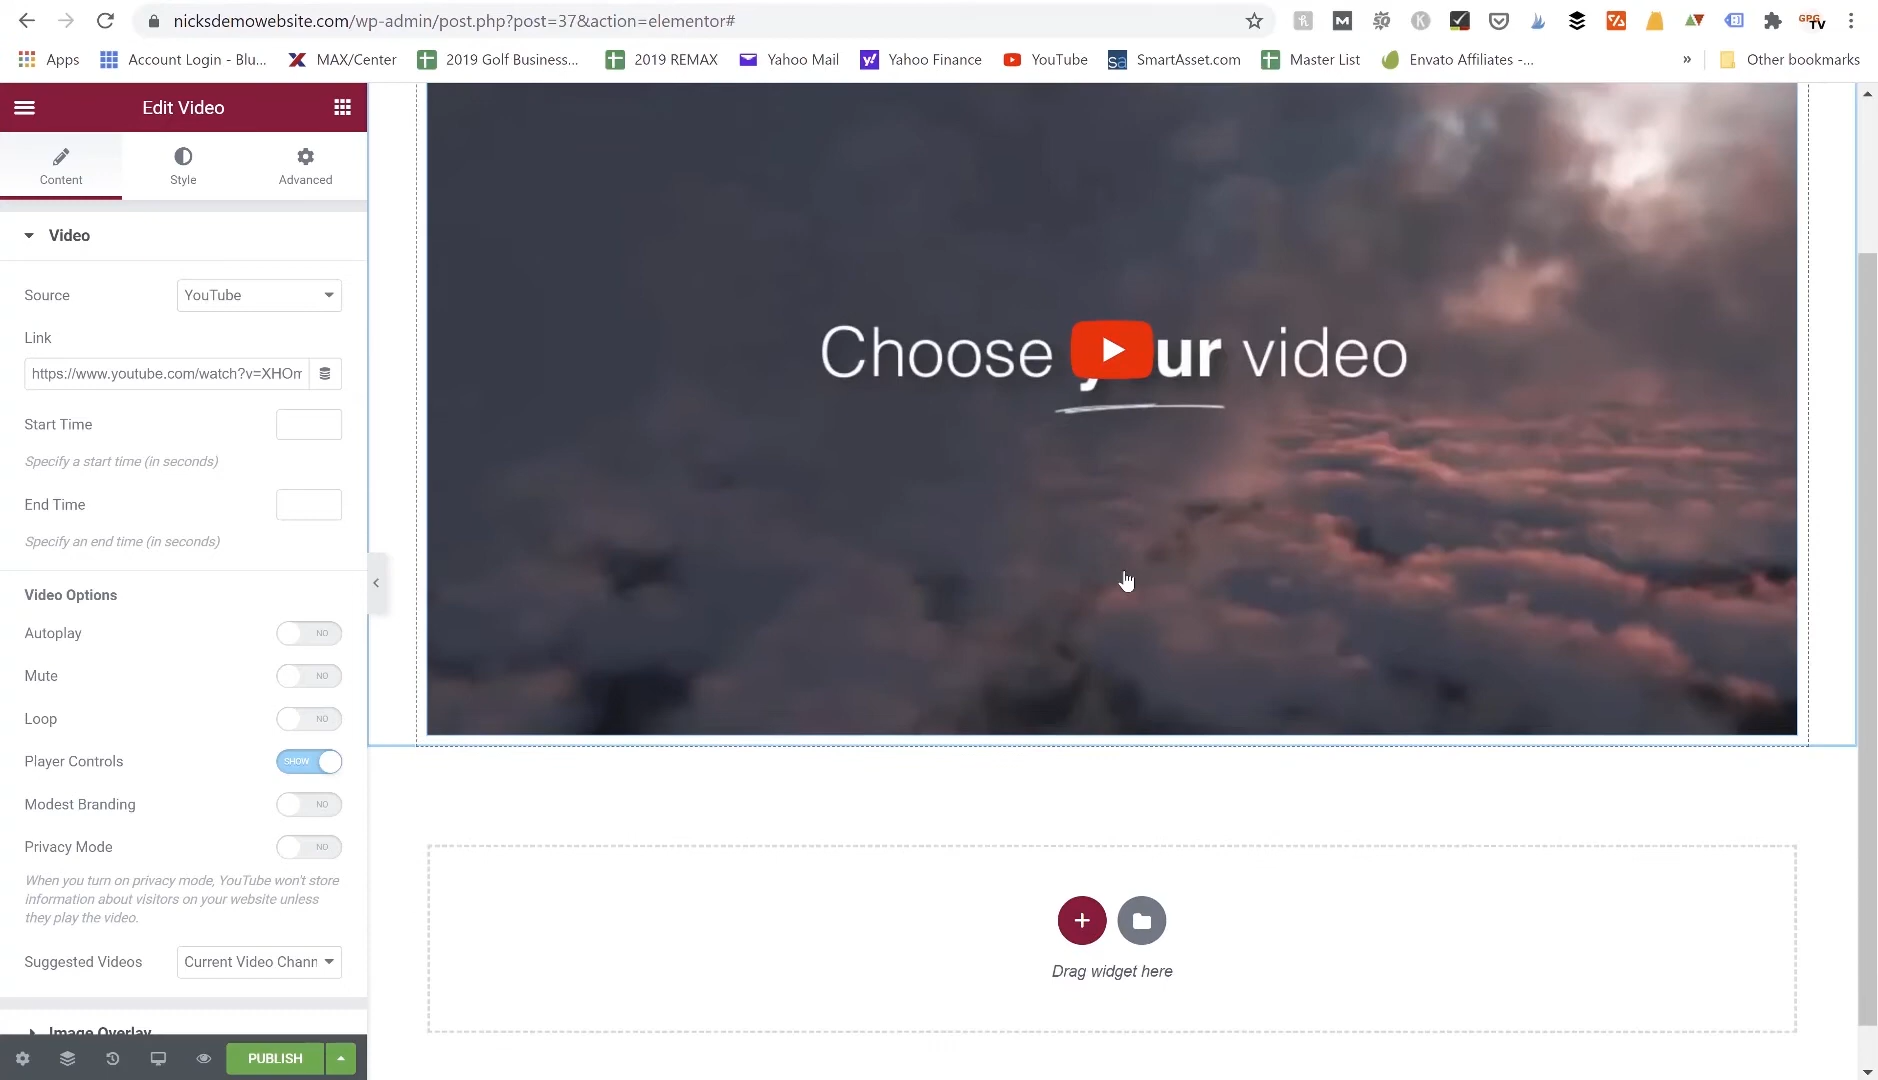 nicksdemowebsite.com/wp-admin/post.php?post=37&action=elementor#
Apps
Account Login - Blu...
MAX/Center
2019 Golf Business...
2019 REMAX
Yahoo Mail
Yahoo Finance
YouTube
SmartAsset.com
Master List
Envato Affiliates -...
»
Other bookmarks
Edit Video
Content
Style
Advanced
Video
Source
YouTube
Link
https://www.youtube.com/watch?v=XHOm
Start Time
Specify a start time (in seconds)
End Time
Specify an end time (in seconds)
Video Options
Autoplay
NO
Mute
NO
Loop
NO
Player Controls
SHOW
Modest Branding
NO
Privacy Mode
NO
When you turn on privacy mode, YouTube won't store
information about visitors on your website unless
they play the video.
Suggested Videos
Current Video Chann
Image Overlay
PUBLISH
Choose your video
Drag widget here